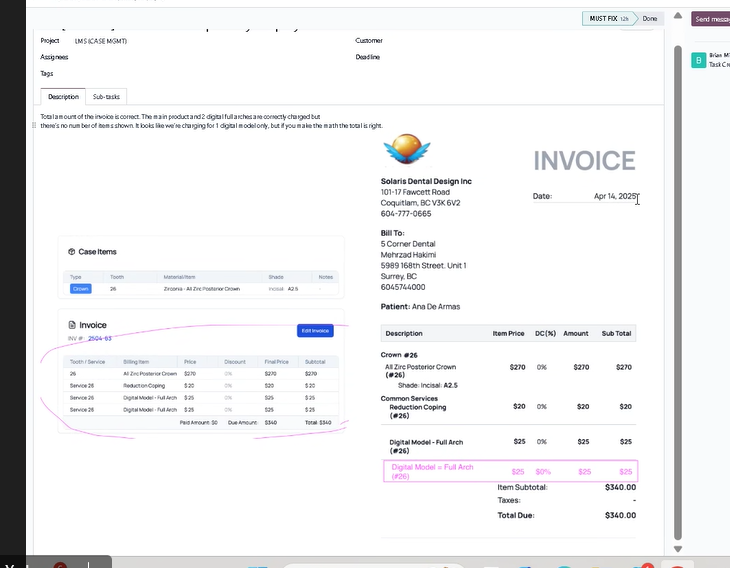 MUST FIX 1.2h Done
Send messa
Project LMS (CASE MGMT) Customer
Assignees Deadline
Tags
Description Sub-tasks
Total amount of the invoice is correct. The main product and 2 digital full arches are correctly charged but
there's no number of items shown. It looks like we're charging for 1 digital model only, but if you make the math the total is right.
INVOICE
Solaris Dental Design Inc
101-17 Fawcett Road
Coquitlam, BC V3K 6V2
604-777-0665
Date: Apr 14, 2025
Bill To:
5 Corner Dental
Mehrzad Hakimi
5989 168th Street, Unit 1
Surrey, BC
6045744000
Patient: Ana De Armas
Case Items
Type Tooth Material/Item Shade Notes
Crown 26 Zirconia - All Zirc Posterior Crown Incisal: A2.5 -
Invoice
INV #: 2504-63
Edit Invoice
Tooth / Service Billing Item Price Discount Final Price Subtotal
26 All Zirc Posterior Crown $270 0% $270 $270
Service 26 Reduction Coping $20 0% $20 $20
Service 26 Digital Model - Full Arch $25 0% $25 $25
Service 26 Digital Model - Full Arch $25 0% $25 $25
Paid Amount: $0 Due Amount: $340 Total: $340
Description Item Price DC(%) Amount Sub Total
Crown #26
All Zirc Posterior Crown $270 0% $270 $270
(#26)
Shade: Incisal: A2.5
Common Services
Reduction Coping $20 0% $20 $20
(#26)
Digital Model - Full Arch $25 0% $25 $25
(#26)
Digital Model = Full Arch $25 $0% $25 $25
(#26)
Item Subtotal: $340.00
Taxes: -
Total Due: $340.00
B
Brian M
Task Cre